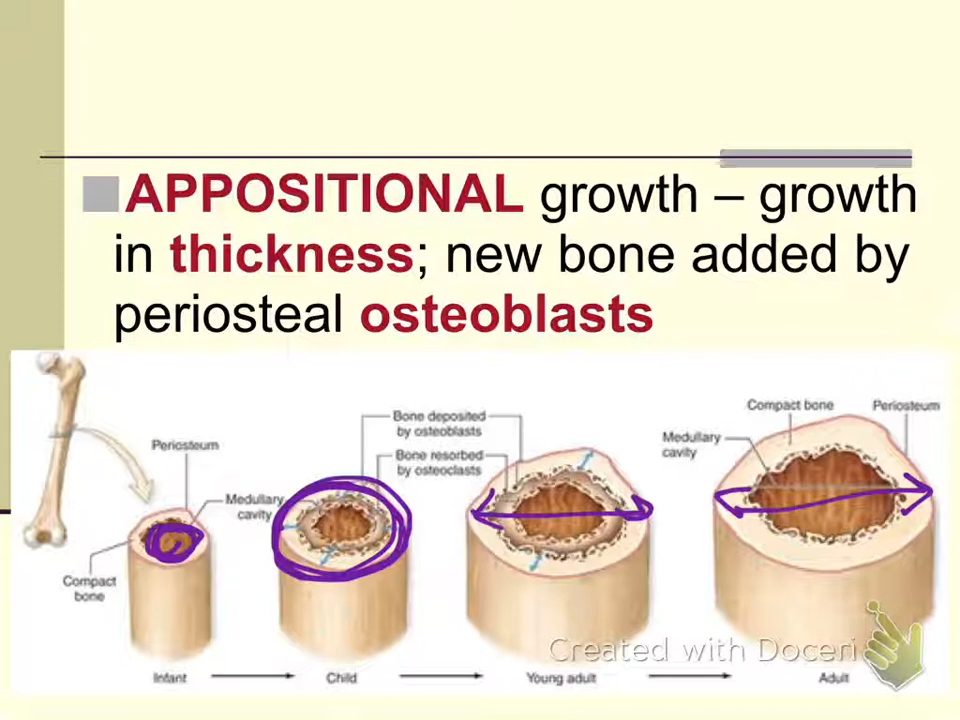 APPOSITIONAL growth – growth
in thickness; new bone added by
periosteal osteoblasts
Compact bone
Periosteum
Bone deposited
by osteoblasts
Medullary
cavity
Periosteum
Bone resorbed
by osteoclasts
Medullary
cavity
Compact
bone
Created with Doceri
Infant
Child
Young adult
Adult